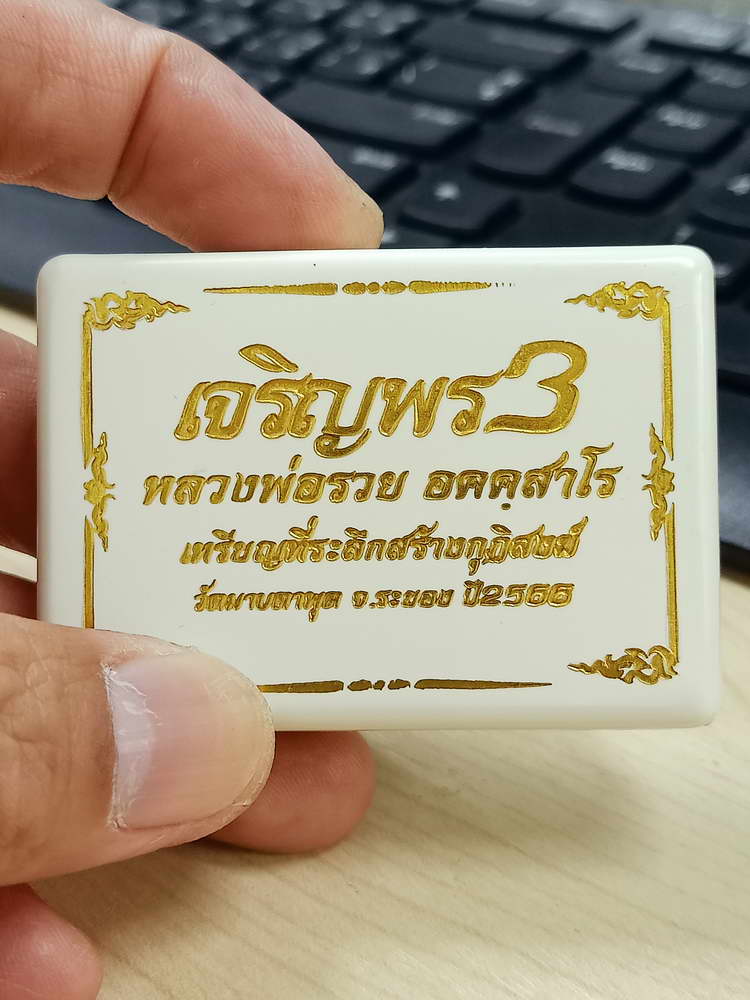 เจริญพร3
หลวงพ่อรวย อคคฺสาโร
เหรียญที่ระลึกสร้างกุฏิสงฆ์
วัดมาบตาพุด จ.ระยอง ปี2566